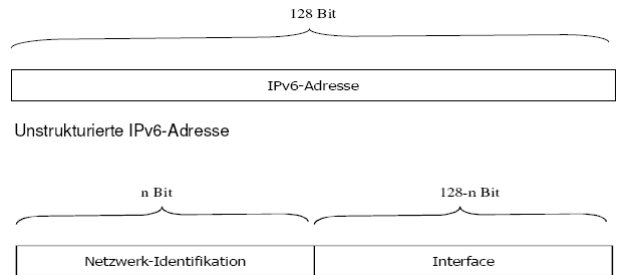 128 Bit
IPv6-Adresse
Unstrukturierte IPv6-Adresse
n Bit 128-n Bit
Netzwerk-Identifikation Interface